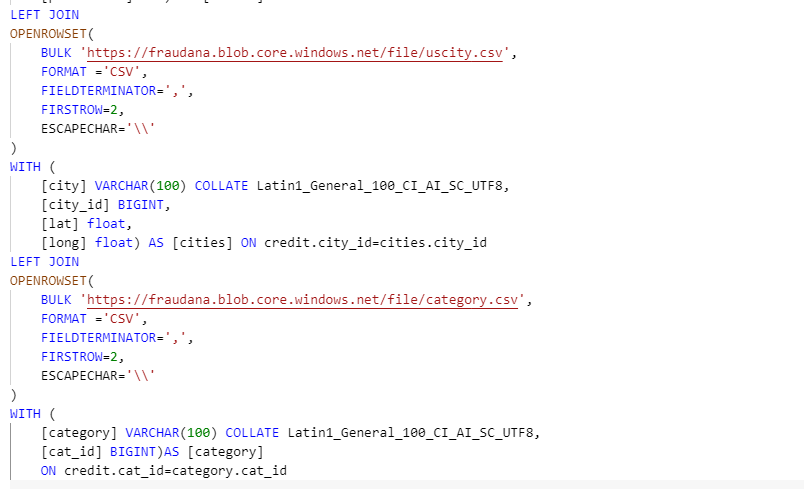 LEFT JOIN
OPENROWSET(
    BULK 'https://fraudana.blob.core.windows.net/file/uscity.csv',
    FORMAT ='CSV',
    FIELDTERMINATOR=',',
    FIRSTROW=2,
    ESCAPECHAR='\\'
)
WITH (
    [city] VARCHAR(100) COLLATE Latin1_General_100_CI_AI_SC_UTF8,
    [city_id] BIGINT,
    [lat] float,
    [long] float) AS [cities] ON credit.city_id=cities.city_id
LEFT JOIN
OPENROWSET(
    BULK 'https://fraudana.blob.core.windows.net/file/category.csv',
    FORMAT ='CSV',
    FIELDTERMINATOR=',',
    FIRSTROW=2,
    ESCAPECHAR='\\'
)
WITH (
    [category] VARCHAR(100) COLLATE Latin1_General_100_CI_AI_SC_UTF8,
    [cat_id] BIGINT)AS [category]
    ON credit.cat_id=category.cat_id